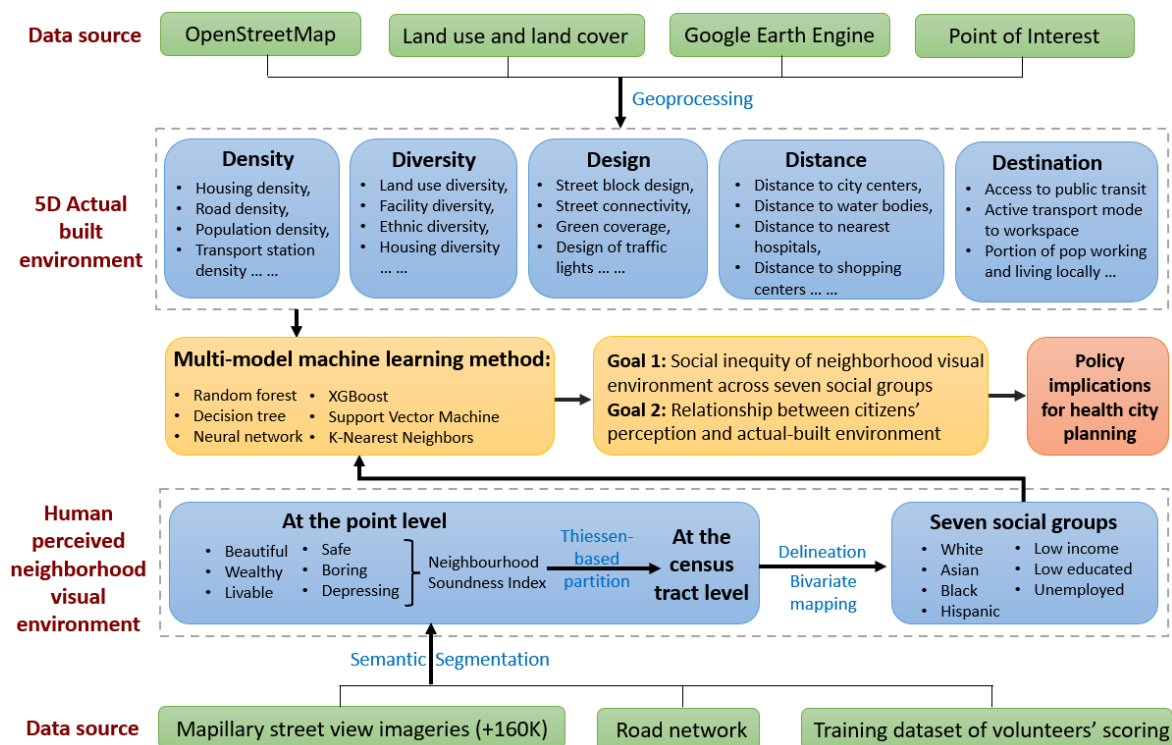 Data source
OpenStreetMap
Land use and land cover
Google Earth Engine
Point of Interest
Geoprocessing
5D Actual
built
environment
Density
• Housing density,
• Road density,
• Population density,
• Transport station
density ... ...
Diversity
• Land use diversity,
• Facility diversity,
• Ethnic diversity,
• Housing diversity
... ...
Design
• Street block design,
• Street connectivity,
• Green coverage,
• Design of traffic
lights ... ...
Distance
• Distance to city centers,
• Distance to water bodies,
• Distance to nearest
hospitals,
• Distance to shopping
centers ... ...
Destination
• Access to public transit
• Active transport mode
to workspace
• Portion of pop working
and living locally ...
Multi-model machine learning method:
• Random forest
• Decision tree
• Neural network
• XGBoost
• Support Vector Machine
• K-Nearest Neighbors
Goal 1: Social inequity of neighborhood visual
environment across seven social groups
Goal 2: Relationship between citizens'
perception and actual-built environment
Policy
implications
for health city
planning
Human
perceived
neighborhood
visual
environment
At the point level
• Beautiful
• Wealthy
• Livable
• Safe
• Boring
• Depressing
Neighbourhood
Soundness Index
Thiessen-
based
partition
At the
census
tract level
Delineation
Bivariate
mapping
Seven social groups
• White
• Asian
• Black
• Hispanic
• Low income
• Low educated
• Unemployed
Semantic Segmentation
Data source
Mapillary street view imageries (+160K)
Road network
Training dataset of volunteers' scoring